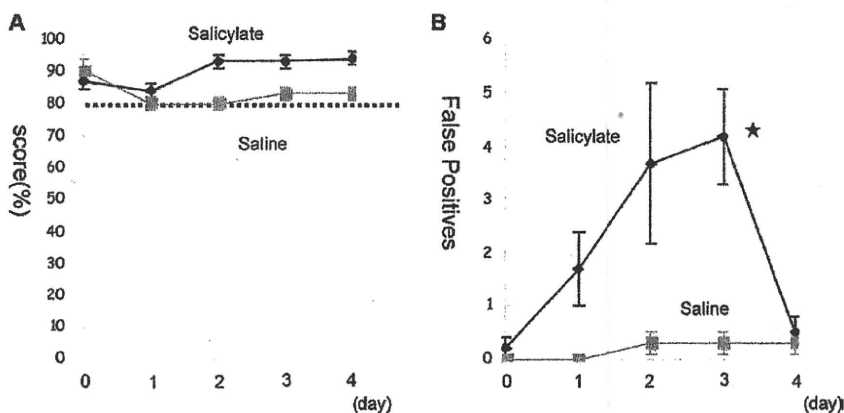 A
Salicylate
100
90
80
70
60
50
40
30
20
10
0
score(%)
Saline
0 1 2 3 4
(day)
B
6
5
4
3
2
1
0
False Positives
Salicylate
★
Saline
0 1 2 3 4
(day)